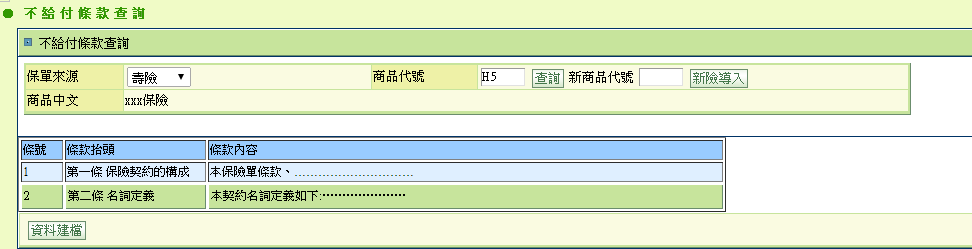 不給付條款查詢
不給付條款查詢
保單來源 壽險 商品代號 H5 查詢 新商品代號 新險導入
商品中文 xxx保險
條號 條款抬頭 條款內容
1 第一條 保險契約的構成 本保險單條款、..............................
2 第二條 名詞定義 本契約名詞定義如下:·····················
資料建檔